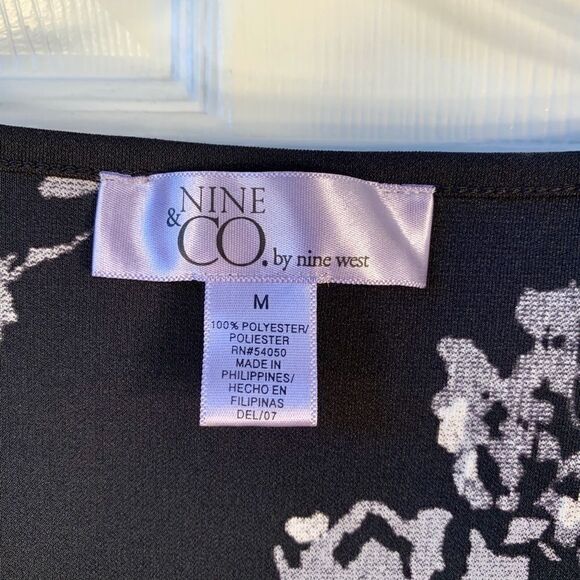 NINE
& CO. by nine west
M
100% POLYESTER/
POLIESTER
RN#54050
MADE IN
PHILIPPINES/
HECHO EN
FILIPINAS
DEL/07